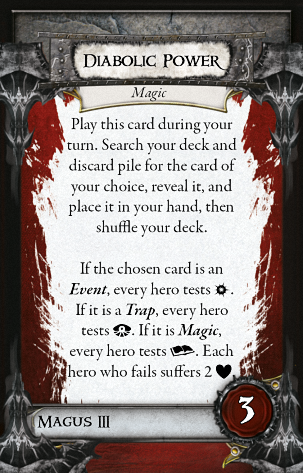 Diabolic Power
Magic
Play this card during your
turn. Search your deck and
discard pile for the card of
your choice, reveal it, and
place it in your hand, then
shuffle your deck.
If the chosen card is an
Event, every hero tests .
If it is a Trap, every hero
tests . If it is Magic,
every hero tests . Each
hero who fails suffers 2
3
Magus III